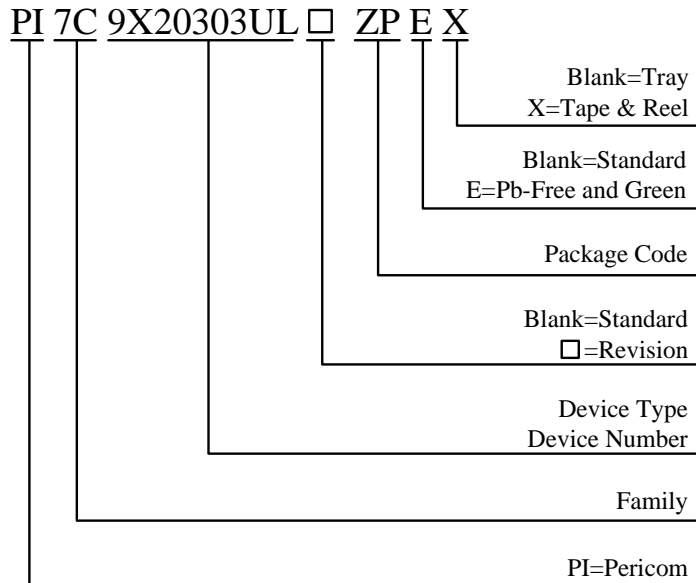 PI 7C 9X20303UL □ ZP E X
Blank=Tray
X=Tape & Reel
Blank=Standard
E=Pb-Free and Green
Package Code
Blank=Standard
□=Revision
Device Type
Device Number
Family
PI=Pericom